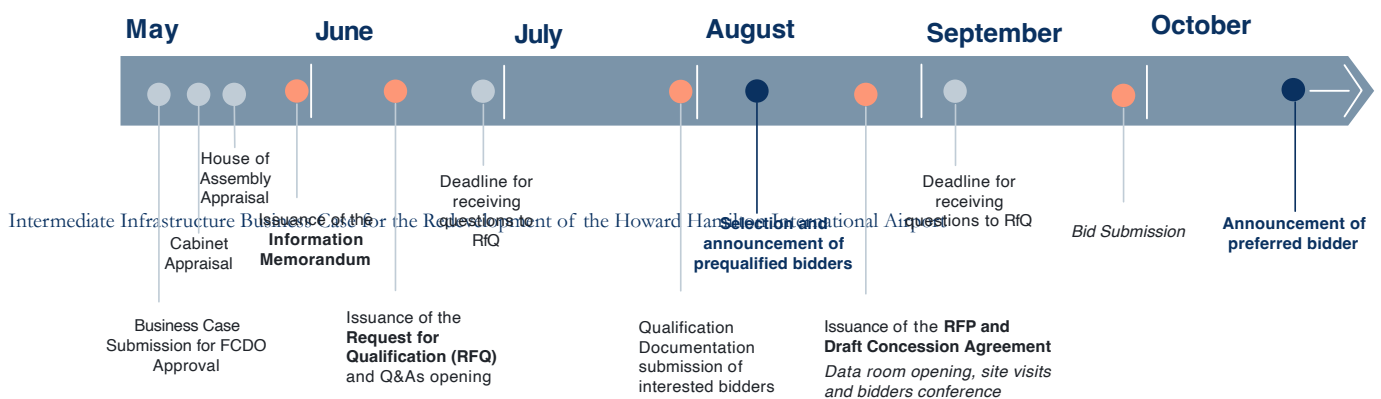 May
June
July
August
September
October
House of
Assembly
Appraisal
Cabinet
Appraisal
Business Case
Submission for FCDO
Approval
Issuance of the
Information
Memorandum
Issuance of the
Request for
Qualification (RFQ)
and Q&As opening
Deadline for
receiving
questions to
RfQ
Qualification
Documentation
submission of
interested bidders
Selection and
announcement of
prequalified bidders
Issuance of the RFP and
Draft Concession Agreement
Data room opening, site visits
and bidders conference
Deadline for
receiving
questions to RfQ
Bid Submission
Announcement of
preferred bidder
Intermediate Infrastructure Business Case for the Redevelopment of the Howard Hamilton International Airport